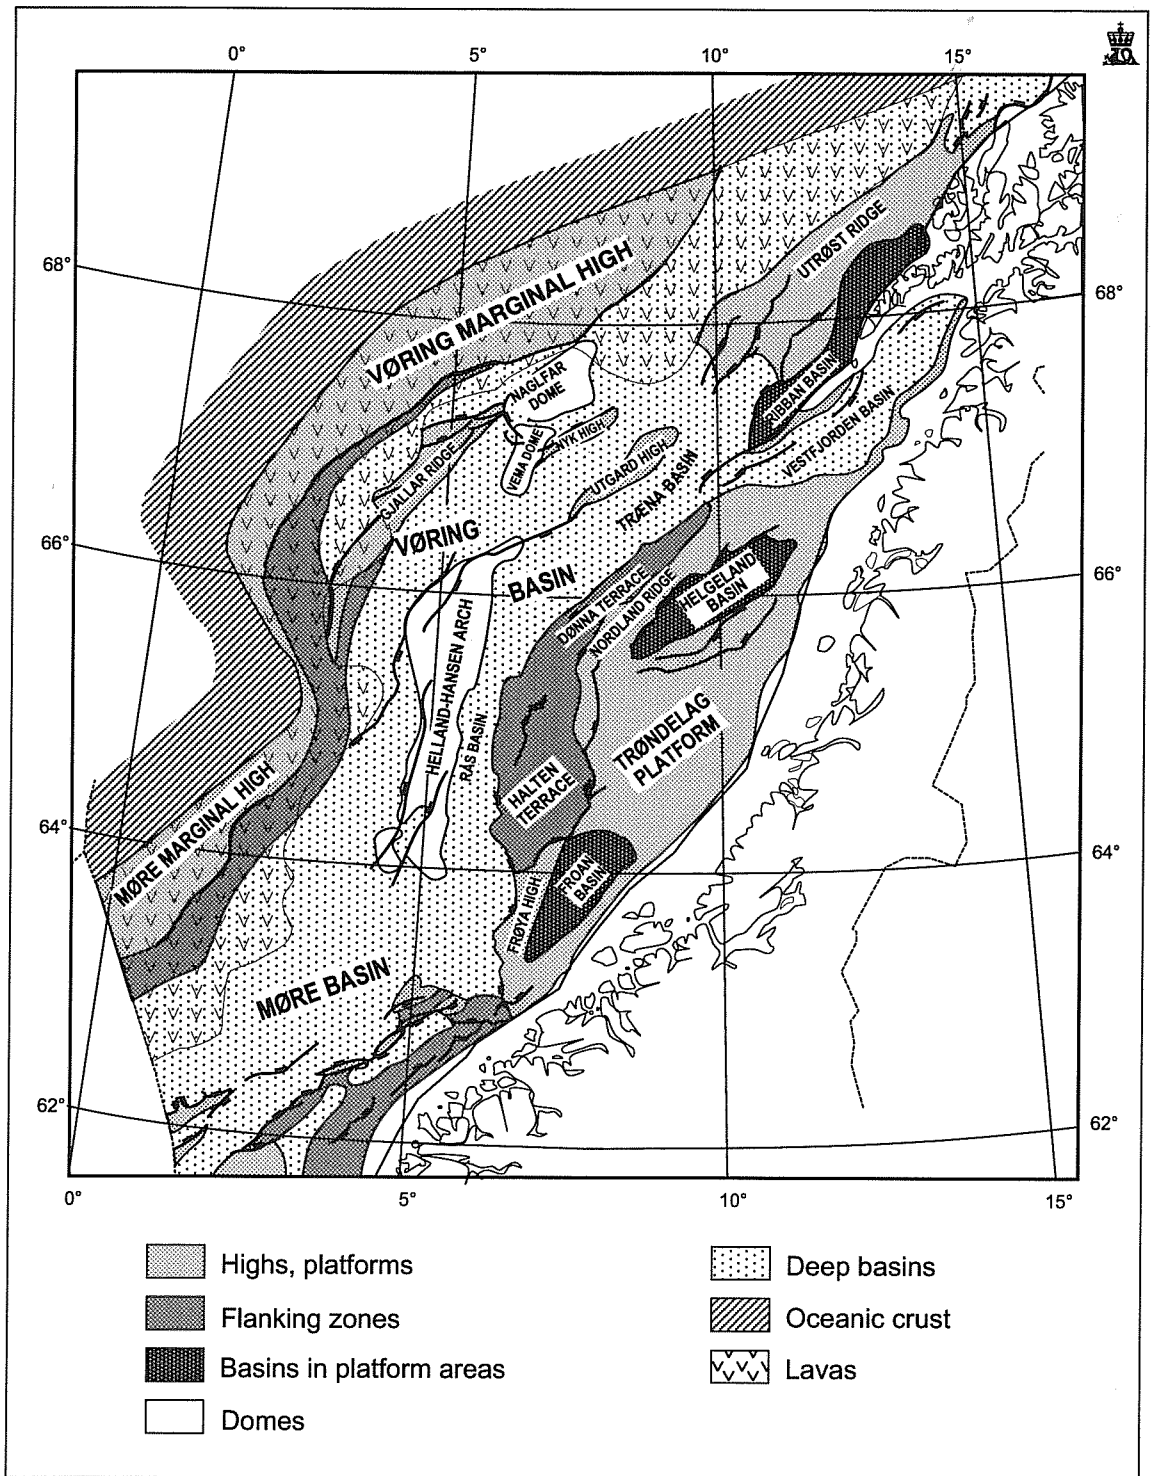 0°
5°
10°
15°
68°
68°
66°
66°
64°
64°
62°
62°
0°
5°
10°
15°
UTRØST RIDGE
VØRING MARGINAL HIGH
NAGLFAR
DOME
RIBBAN BASIN
VESTFJORDEN BASIN
NYK HIGH
VEMA DOME
GJALLAR RIDGE
UTGARD HIGH
TRÆNA BASIN
VØRING
BASIN
HELGELAND
BASIN
DØNNA TERRACE
NORDLAND RIDGE
HELLAND-HANSEN ARCH
RÅS BASIN
TRØNDELAG
PLATFORM
HALTEN
TERRACE
MØRE MARGINAL HIGH
FROAN
BASIN
FRØYA HIGH
MØRE BASIN
Highs, platforms
Flanking zones
Basins in platform areas
Domes
Deep basins
Oceanic crust
Lavas